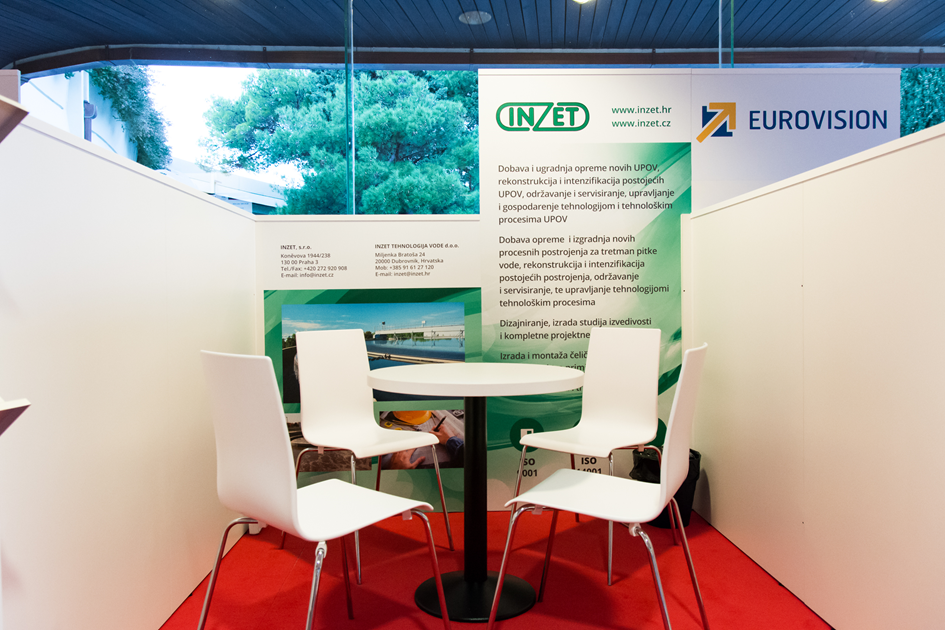 INZET
www.inzet.hr
www.inzet.cz
EUROVISION
Dobava i ugradnja opreme novih UPOV,
rekonstrukcija i intenzifikacija postojećih
UPOV, održavanje i servisiranje, upravljanje
i gospodarenje tehnologijom i tehnološkim
procesima UPOV
Dobava opreme i izgradnja novih
procesnih postrojenja za tretman pitke
vode, rekonstrukcija i intenzifikacija
postojećih postrojenja, održavanje
i servisiranje, te upravljanje tehnologijomi
tehnološkim procesima
Dizajniranje, izrada studija izvedivosti
i kompletne projektne
Izrada i montaža
INZET, s.r.o.
Koněvova 1944/238
130 00 Praha 3
Tel./Fax: +420 272 920 908
E-mail: info@inzet.cz
INZET TEHNOLOGIJA VODE d.o.o.
Miljenka Bratoša 24
20000 Dubrovnik, Hrvatska
Mob: +385 91 61 27 120
E-mail: inzet@inzet.hr
ISO
9001
ISO